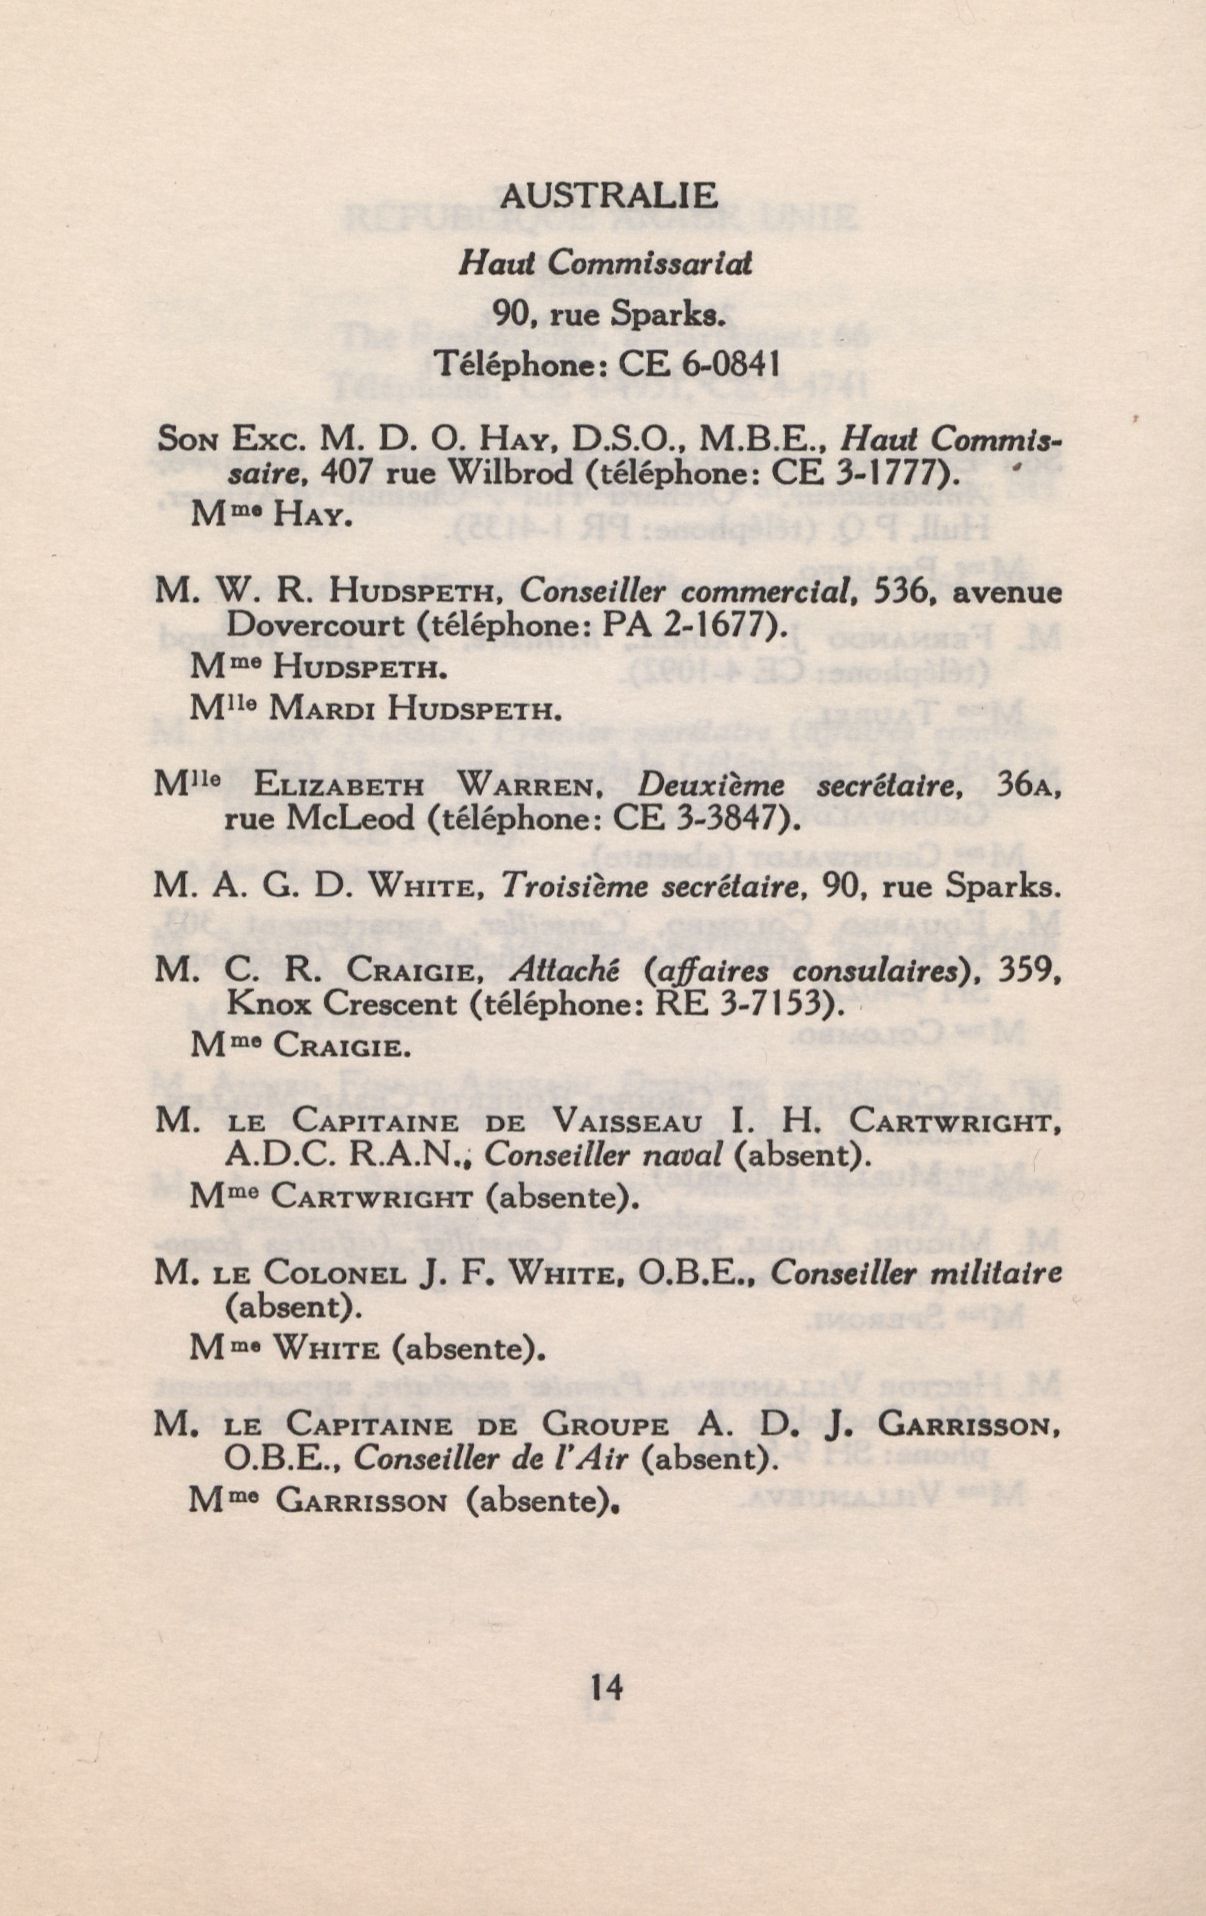 AUSTRALIE
Haut Commissariat
90, rue Sparks.
Téléphone: CE 6-0841
SON EXC. M. D. O. HAY, D.S.O., M.B.E., Haut Commis-
saire, 407 rue Wilbrod (téléphone: CE 3-1777).
Mme HAY.
M. W. R. HUDSPETH, Conseiller commercial, 536, avenue
Dovercourt (téléphone: PA 2-1677).
Mme HUDSPETH.
Mlle MARDI HUDSPETH.
Mlle ELIZABETH WARREN, Deuxième secrétaire, 36A,
rue McLeod (téléphone: CE 3-3847).
M. A. G. D. WHITE, Troisième secrétaire, 90, rue Sparks.
M. C. R. CRAIGIE, Attaché (affaires consulaires), 359,
Knox Crescent (téléphone: RE 3-7153).
Mme CRAIGIE.
M. LE CAPITAINE DE VAISSEAU I. H. CARTWRIGHT,
A.D.C. R.A.N., Conseiller naval (absent).
Mme CARTWRIGHT (absente).
M. LE COLONEL J. F. WHITE, O.B.E., Conseiller militaire
(absent).
Mme WHITE (absente).
M. LE CAPITAINE DE GROUPE A. D. J. GARRISSON,
O.B.E., Conseiller de l'Air (absent).
Mme GARRISSON (absente).
14